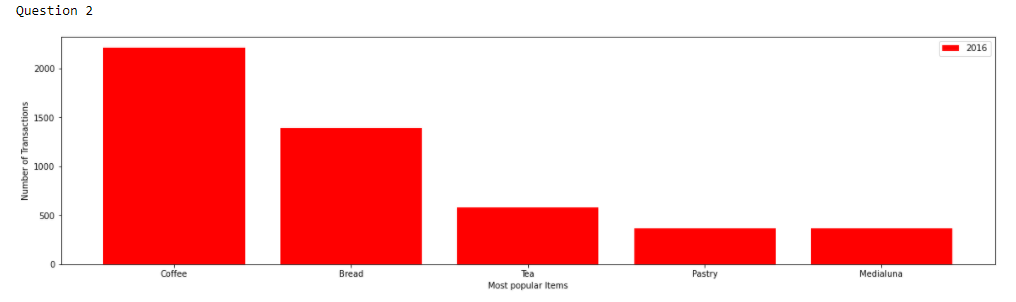 Question 2
2016
2000
1500
1000
500
0
Number of Transactions
Coffee Bread Tea Pastry Medialuna
Most popular Items